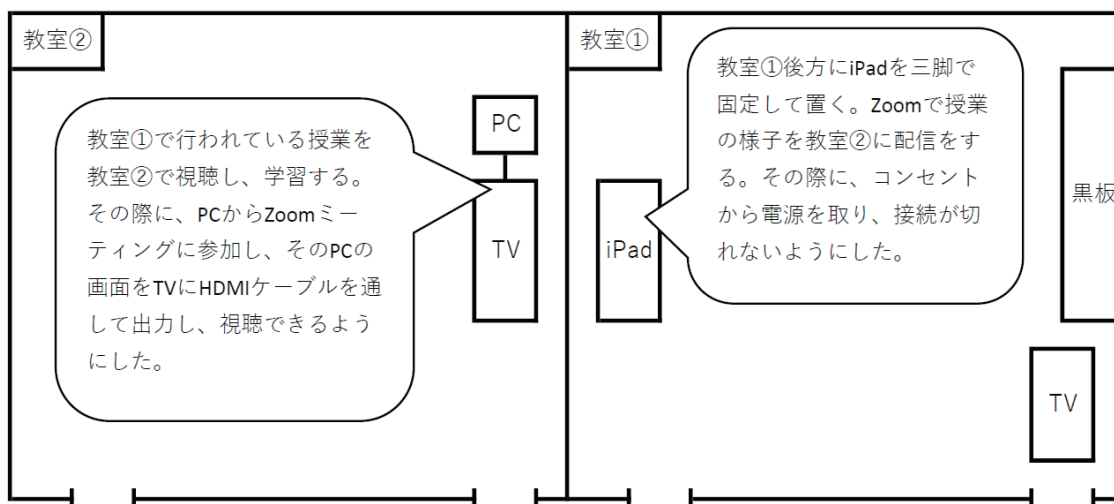 教室②
教室①で行われている授業を
教室②で視聴し、学習する。
その際に、PCからZoomミー
ティングに参加し、そのPCの
画面をTVにHDMIケーブルを通
して出力し、視聴できるよう
にした。
PC
TV
教室①
教室①後方にiPadを三脚で
固定して置く。Zoomで授業
の様子を教室②に配信をす
る。その際に、コンセント
から電源を取り、接続が切
れないようにした。
iPad
黒板
TV